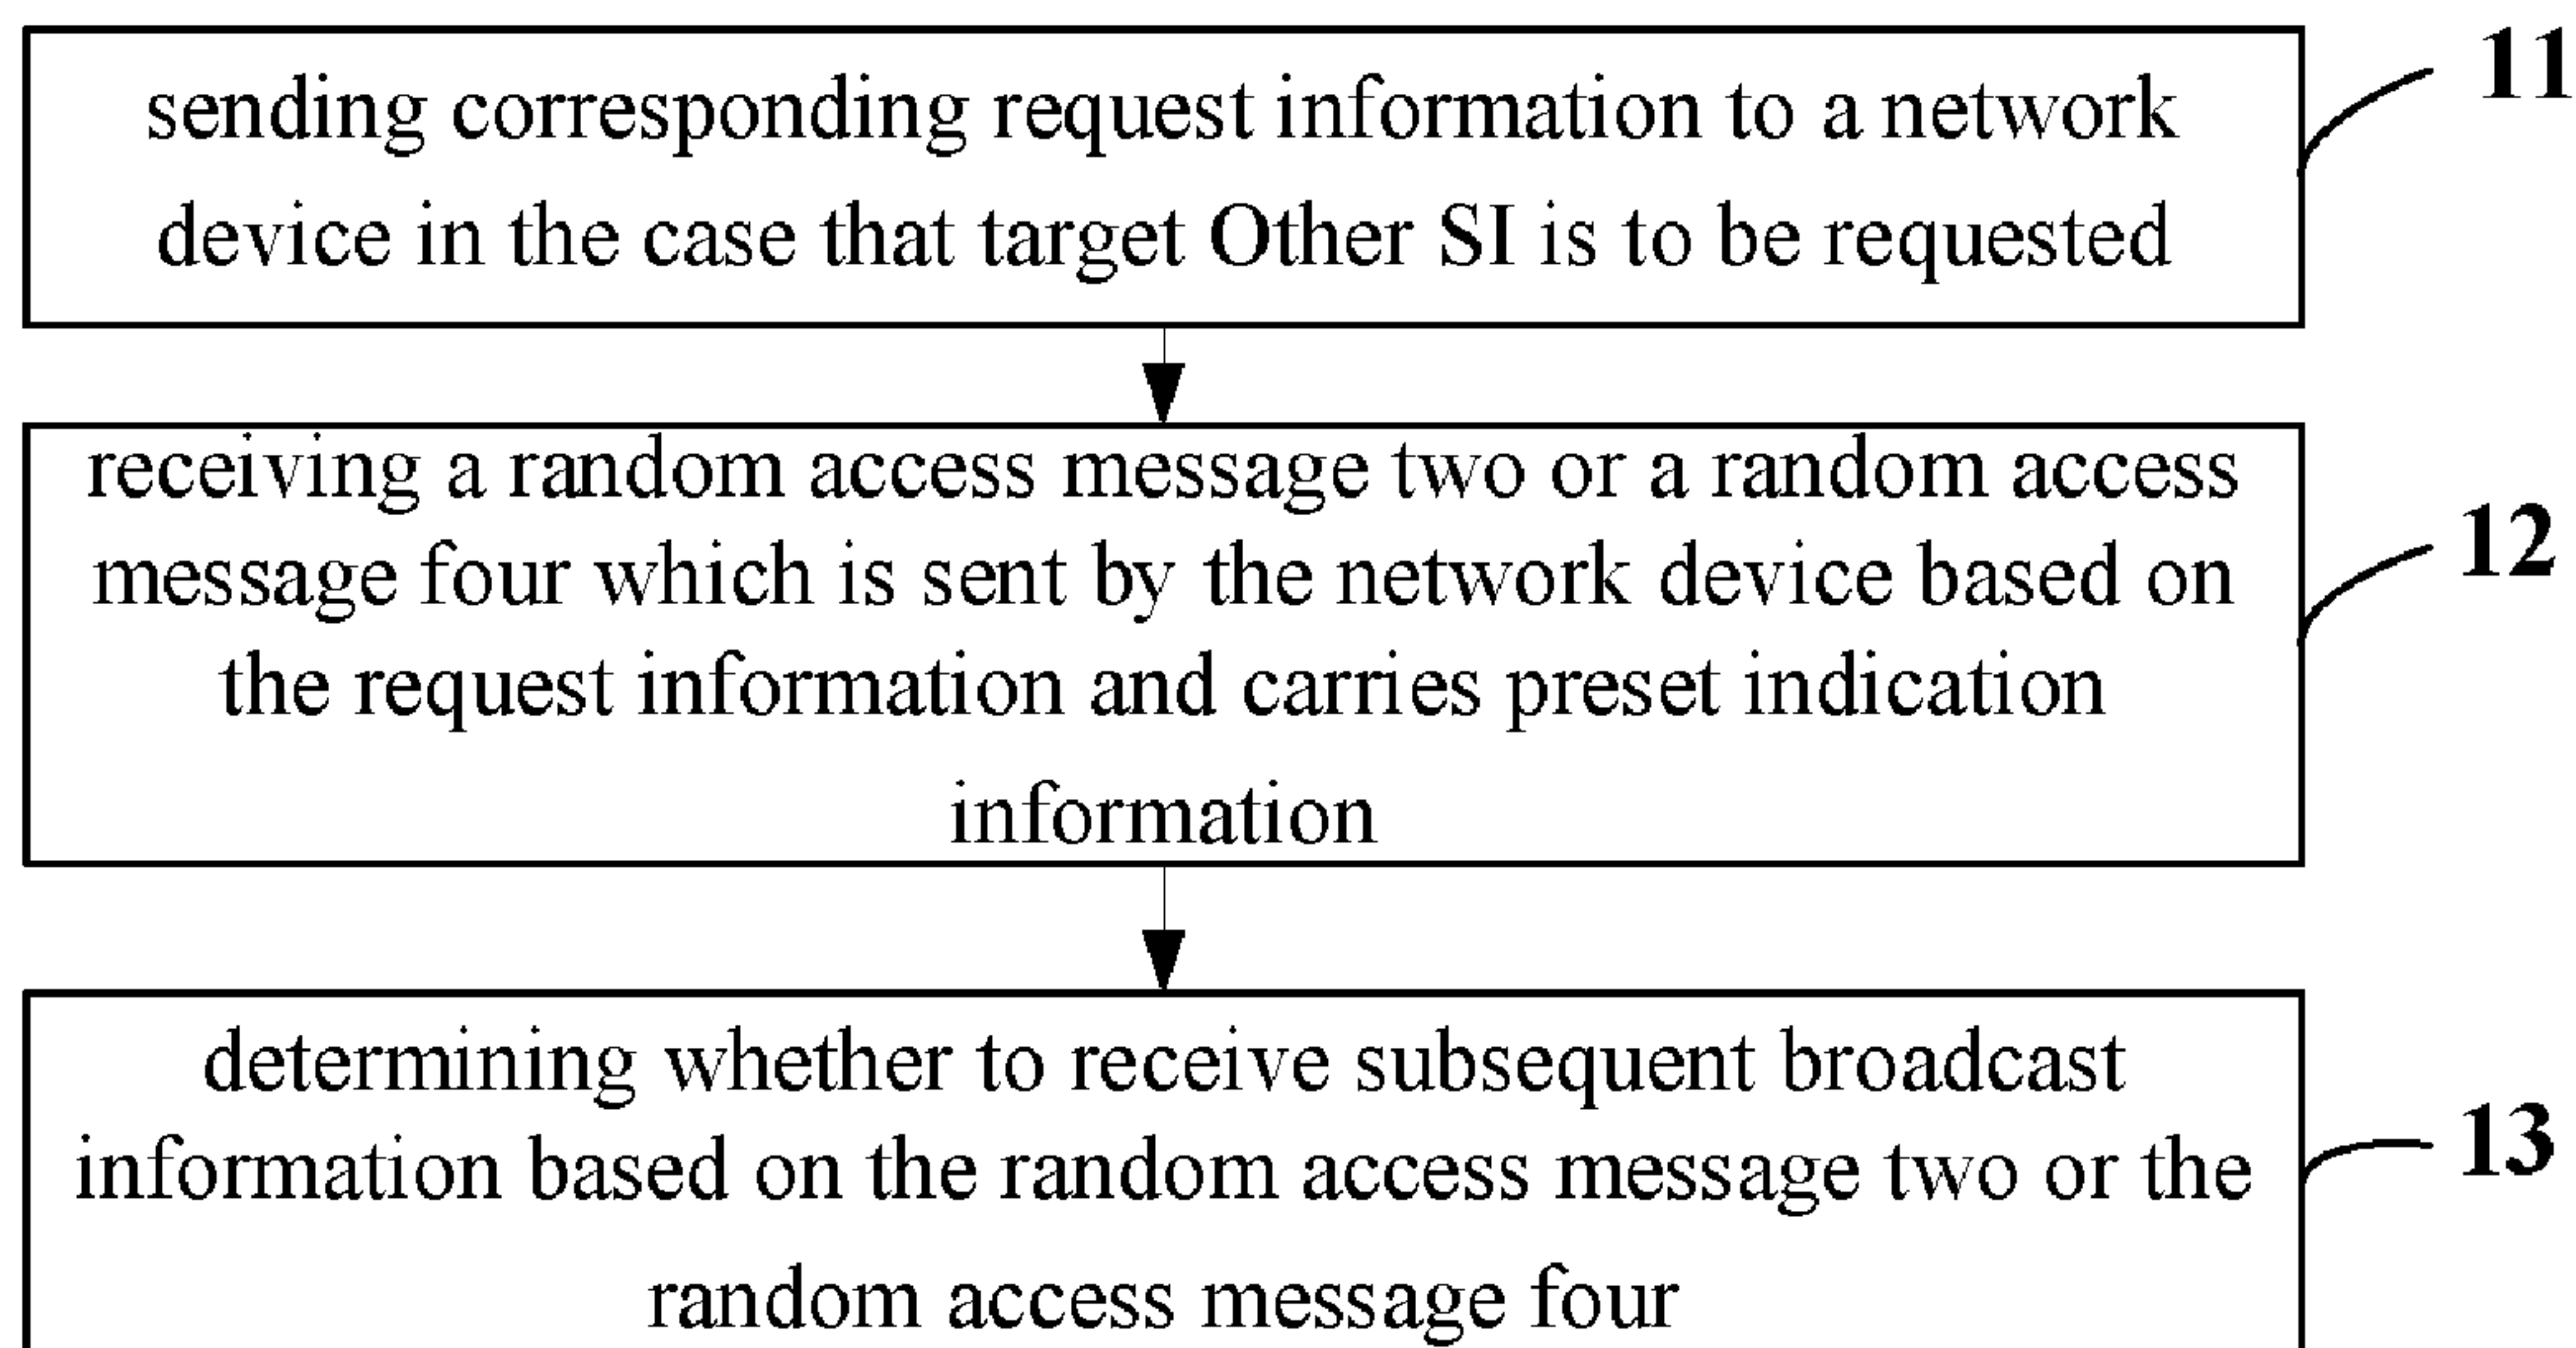 sending corresponding request information to a network
device in the case that target Other SI is to be requested
11
receiving a random access message two or a random access
message four which is sent by the network device based on
the request information and carries preset indication
information
12
determining whether to receive subsequent broadcast
information based on the random access message two or the
random access message four
13